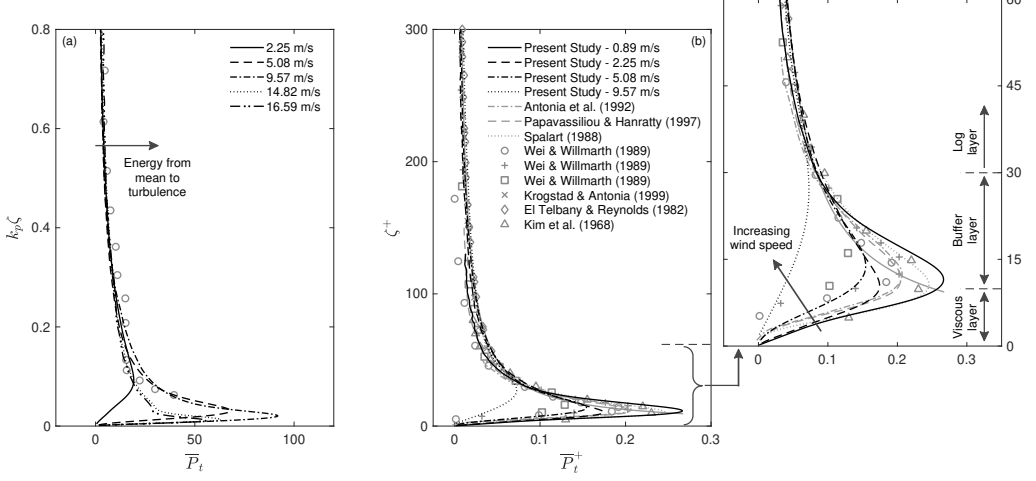 (a)
2.25 m/s
5.08 m/s
9.57 m/s
14.82 m/s
16.59 m/s
Energy from
mean to
turbulence
0.8
0.6
0.4
0.2
0
0
50
100
k_pζ
P̅_t
(b)
Present Study - 0.89 m/s
Present Study - 2.25 m/s
Present Study - 5.08 m/s
Present Study - 9.57 m/s
Antonia et al. (1992)
Papavassiliou & Hanratty (1997)
Spalart (1988)
Wei & Willmarth (1989)
Wei & Willmarth (1989)
Wei & Willmarth (1989)
Krogstad & Antonia (1999)
El Telbany & Reynolds (1982)
Kim et al. (1968)
300
200
100
0
0
0.1
0.2
0.3
ζ⁺
P̅_t⁺
60
45
30
15
0
0
0.1
0.2
0.3
Increasing
wind speed
Log
layer
Buffer
layer
Viscous
layer